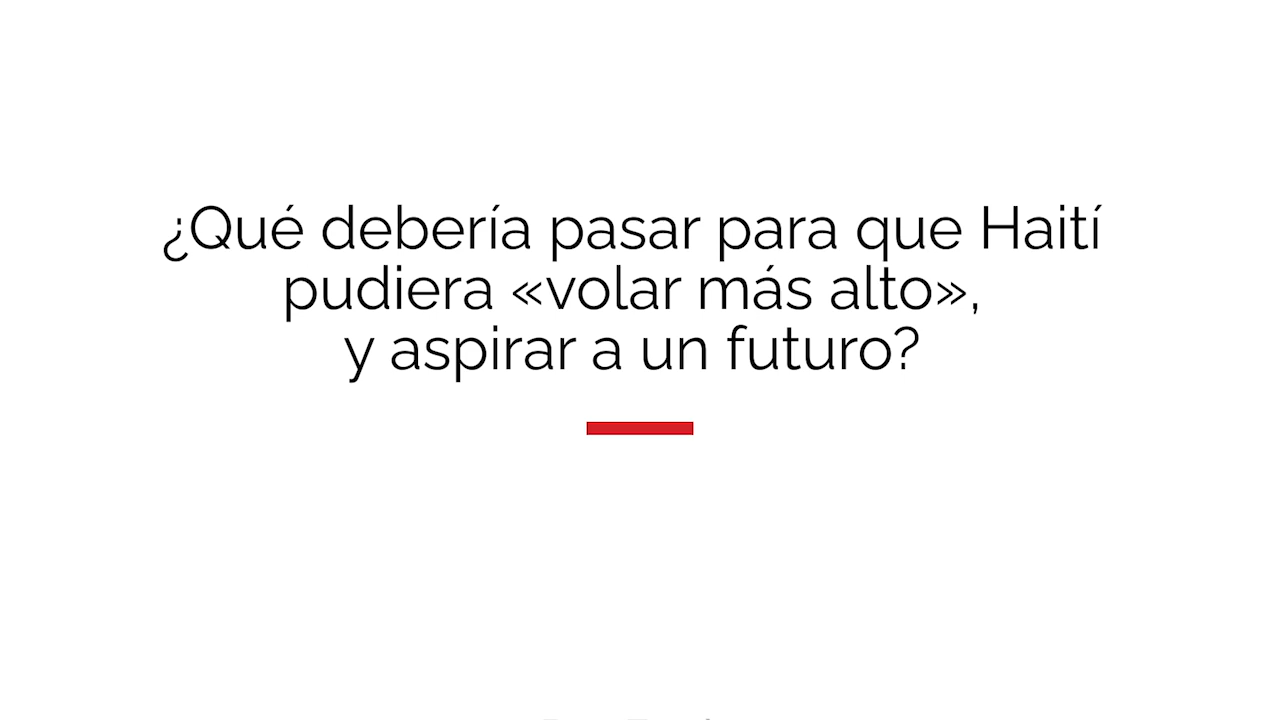 ¿Qué debería pasar para que Haití
pudiera «volar más alto»,
y aspirar a un futuro?